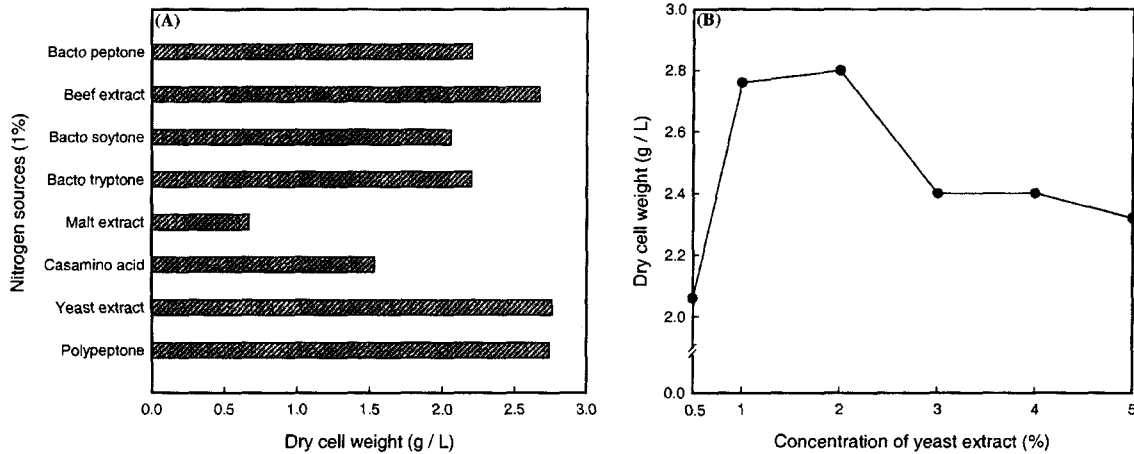 (A)
Nitrogen sources (1%)
Bacto peptone
Beef extract
Bacto soytone
Bacto tryptone
Malt extract
Casamino acid
Yeast extract
Polypeptone
0.0 0.5 1.0 1.5 2.0 2.5 3.0
Dry cell weight (g / L)
(B)
Dry cell weight (g / L)
3.0
2.8
2.6
2.4
2.2
2.0
0.0
0.5 1 2 3 4 5
Concentration of yeast extract (%)